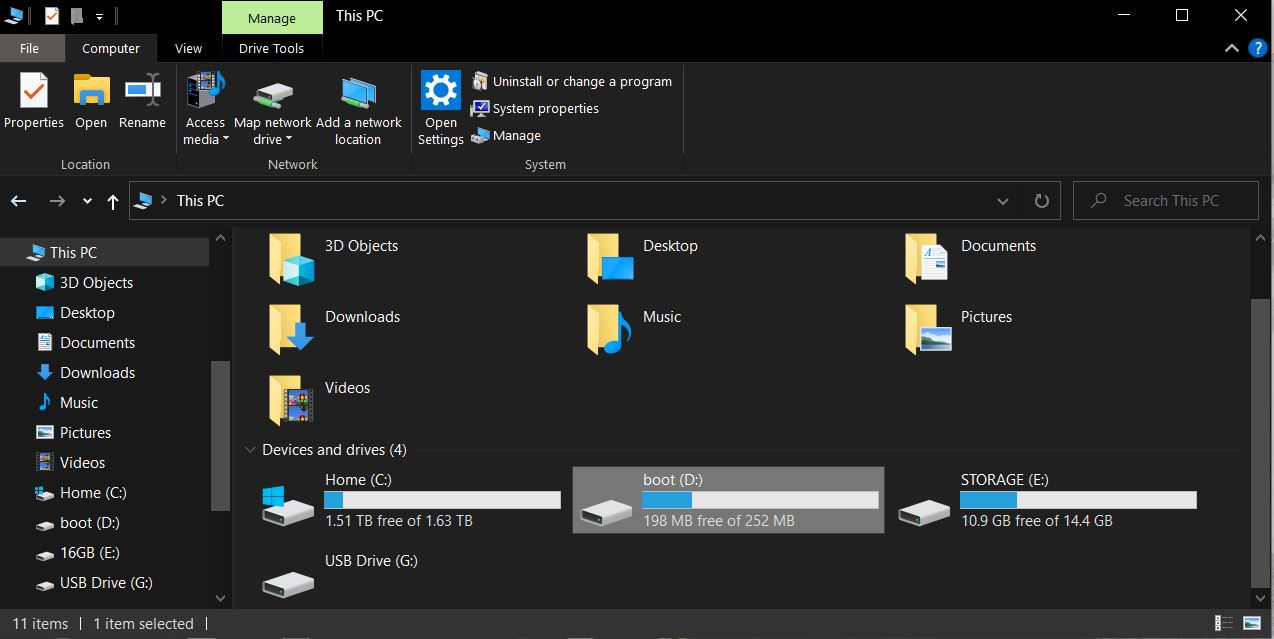 Manage
This PC
File
Computer
View
Drive Tools
?
Properties
Open
Rename
Access
media
Map network
drive
Add a network
location
Open
Settings
Uninstall or change a program
System properties
Manage
Location
Network
System
This PC
Search This PC
This PC
3D Objects
Desktop
Documents
Downloads
Music
Pictures
Videos
Home (C:)
boot (D:)
16GB (E:)
USB Drive (G:)
3D Objects
Desktop
Documents
Downloads
Music
Pictures
Videos
Devices and drives (4)
Home (C:)
1.51 TB free of 1.63 TB
boot (D:)
198 MB free of 252 MB
STORAGE (E:)
10.9 GB free of 14.4 GB
USB Drive (G:)
11 items
1 item selected